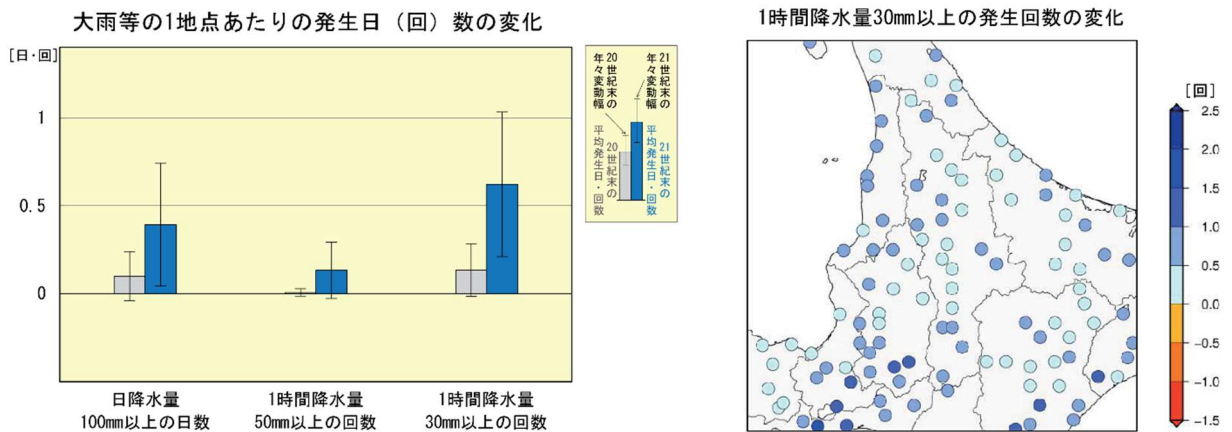 大雨等の1地点あたりの発生日（回）数の変化
[日・回]
1
0.5
0
日降水量
100mm以上の日数
1時間降水量
50mm以上の回数
1時間降水量
30mm以上の回数
21世紀末の
年々変動幅
20世紀末の
年々変動幅
21世紀末の
平均発生日・回数
20世紀末の
平均発生日・回数
1時間降水量30mm以上の発生回数の変化
[回]
2.5
2.0
1.5
1.0
0.5
0.0
-0.5
-1.0
-1.5